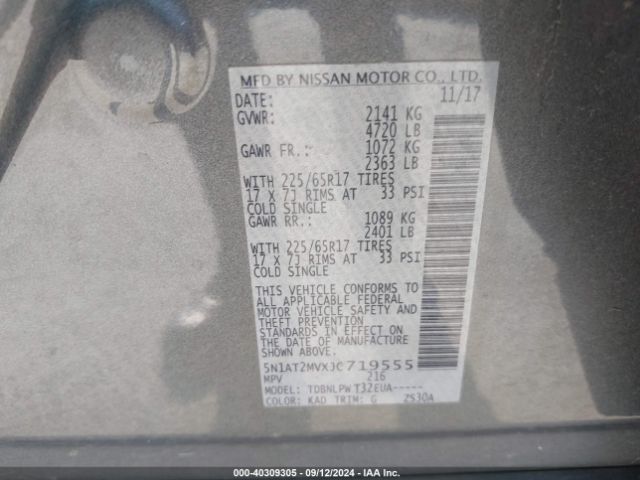 MFD BY NISSAN MOTOR CO., LTD.
DATE: 11/17
GVWR: 2141 KG
4720 LB
GAWR FR.: 1072 KG
2363 LB
WITH 225/65R17 TIRES
17 X 7J RIMS AT 33 PSI
COLD SINGLE
GAWR RR.: 1089 KG
2401 LB
WITH 225/65R17 TIRES
17 X 7J RIMS AT 33 PSI
COLD SINGLE
THIS VEHICLE CONFORMS TO
ALL APPLICABLE FEDERAL
MOTOR VEHICLE SAFETY AND
THEFT PREVENTION
STANDARDS IN EFFECT ON
THE DATE OF MANUFACTURE
SHOWN ABOVE.
5N1AT2MVXJC719555
MPV 216
MODEL: TDBNLPW T32EUA-----
COLOR: KAD TRIM: G 2S30A
000-40309305 - 09/12/2024 - IAA Inc.